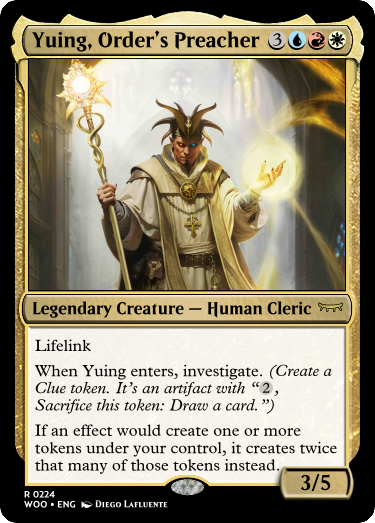 Yuing, Order's Preacher 3
Legendary Creature — Human Cleric
Lifelink
When Yuing enters, investigate. (Create a
Clue token. It's an artifact with “2,
Sacrifice this token: Draw a card.”)
If an effect would create one or more
tokens under your control, it creates twice
that many of those tokens instead.
3/5
R 0224
WOO • ENG Diego Lafluente